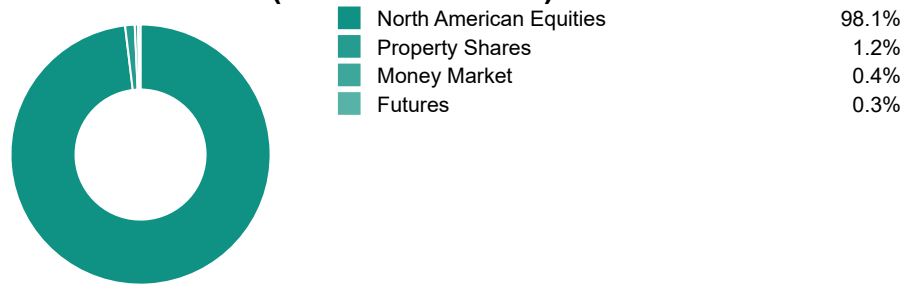 North American Equities 98.1%
Property Shares 1.2%
Money Market 0.4%
Futures 0.3%